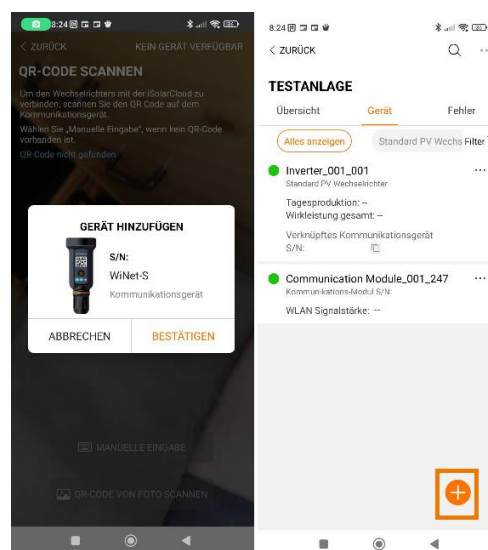 8:24
< ZURÜCK
KEIN GERÄT VERFÜGBAR
QR-CODE SCANNEN
Um den Wechselrichters mit der iSolarCloud zu
verbinden, scannen Sie den QR Code auf dem
Kommunikationsgerät.
Wählen Sie „Manuelle Eingabe", wenn kein QR-Code
vorhanden ist.
QR-Code nicht gefunden
GERÄT HINZUFÜGEN
S/N:
WiNet-S
Kommunikationsgerät
ABBRECHEN
BESTÄTIGEN
MANUELLE EINGABE
QR-CODE VON FOTO SCANNEN
8:24
< ZURÜCK
TESTANLAGE
Übersicht
Gerät
Fehler
Alles anzeigen
Standard PV Wechs
Filter
Inverter_001_001
Standard PV Wechselrichter
Tagesproduktion: --
Wirkleistung gesamt: --
Verknüpftes Kommunikationsgerät
S/N:
Communication Module_001_247
Kommunikations-Modul S/N:
WLAN Signalstärke: --